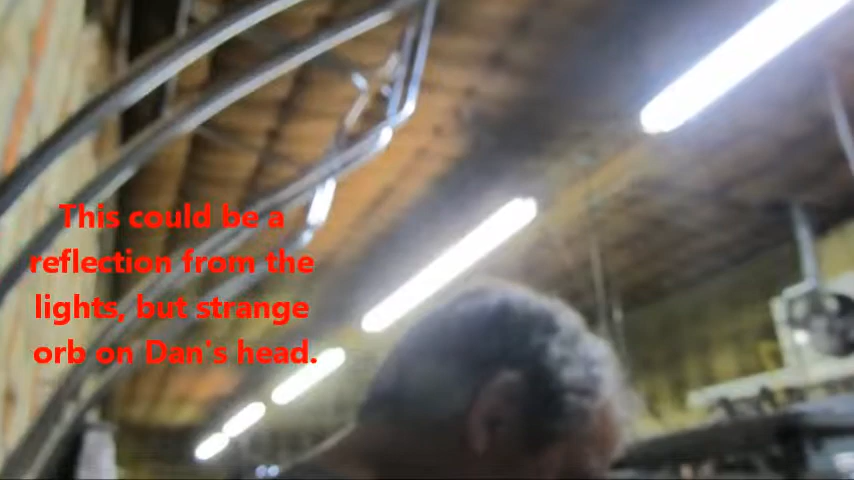 This could be a
reflection from the
lights, but strange
orb on Dan's head.